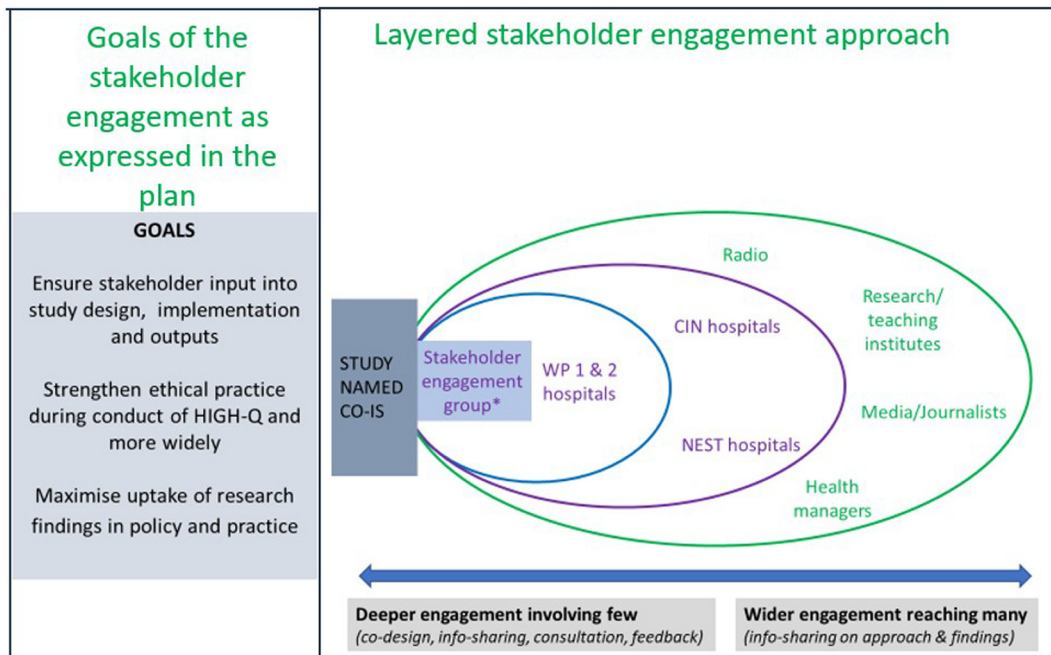 Goals of the
stakeholder
engagement as
expressed in the
plan
GOALS
Ensure stakeholder input into
study design, implementation
and outputs
Strengthen ethical practice
during conduct of HIGH-Q and
more widely
Maximise uptake of research
findings in policy and practice
Layered stakeholder engagement approach
STUDY
NAMED
CO-IS
Stakeholder
engagement
group*
WP 1 & 2
hospitals
CIN hospitals
NEST hospitals
Radio
Research/
teaching
institutes
Media/Journalists
Health
managers
Deeper engagement involving few
(co-design, info-sharing, consultation, feedback)
Wider engagement reaching many
(info-sharing on approach & findings)